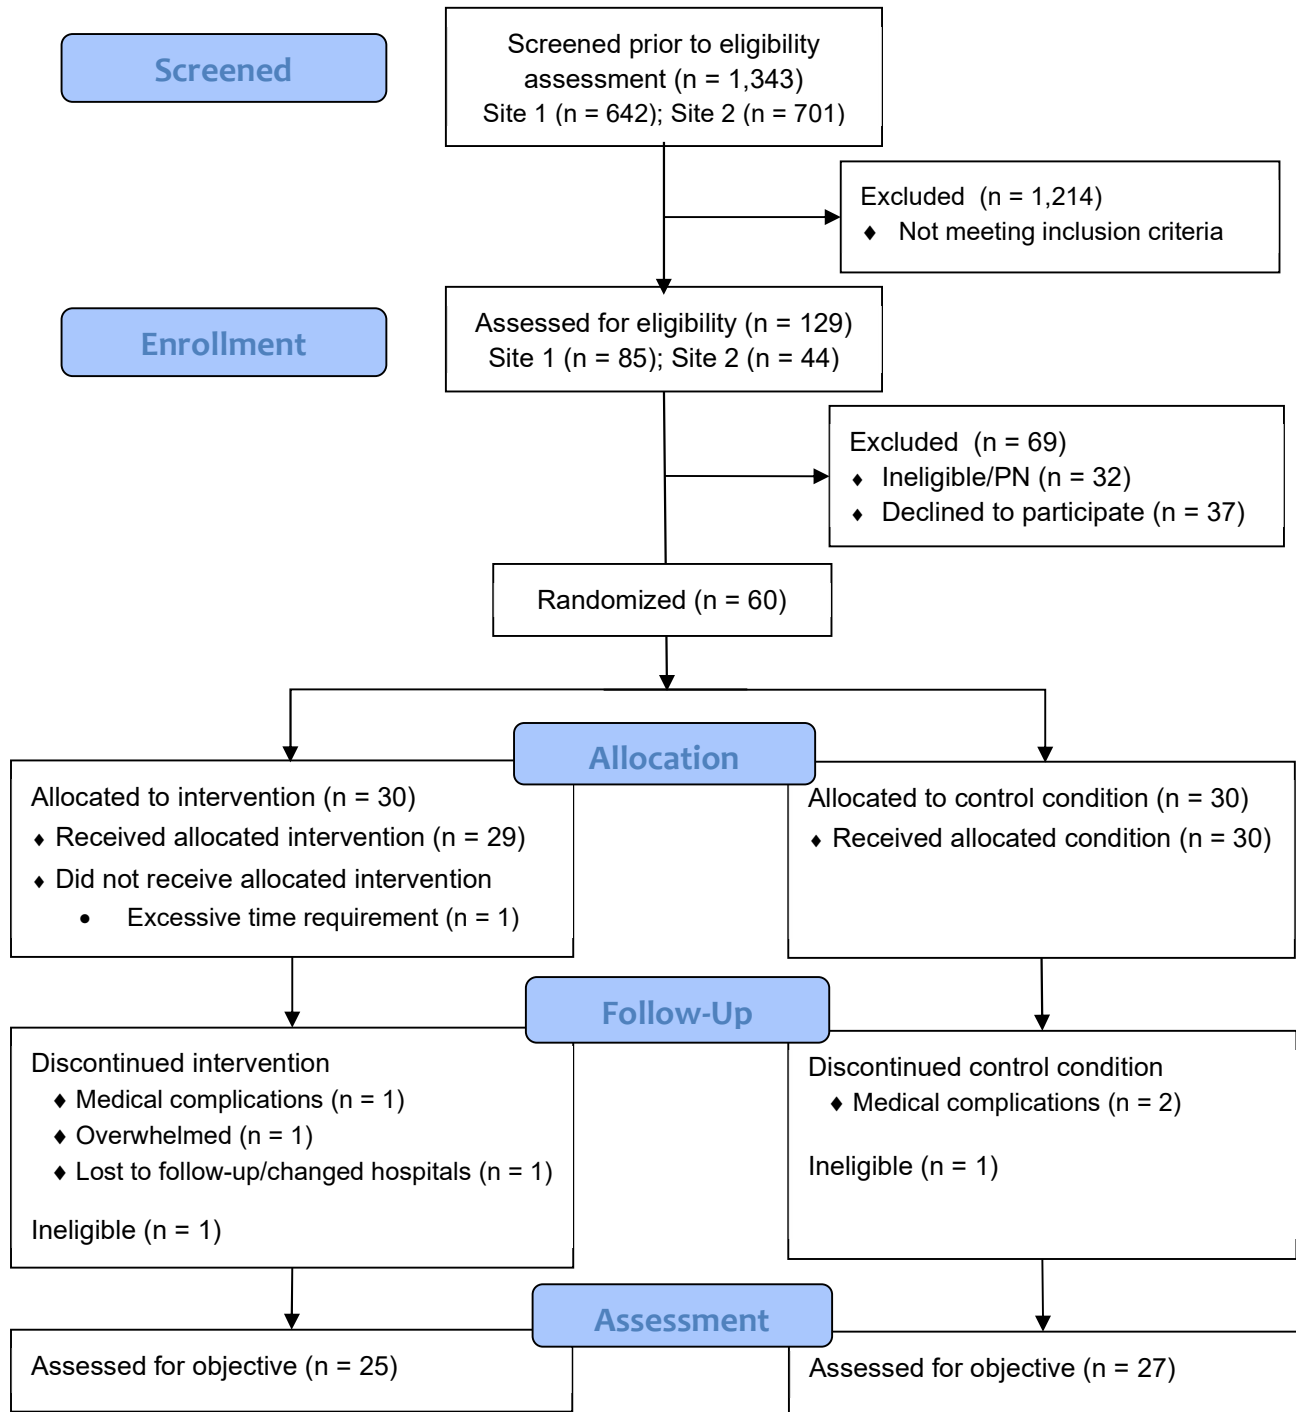 Screened
Screened prior to eligibility
assessment (n = 1,343)
Site 1 (n = 642); Site 2 (n = 701)
Excluded (n = 1,214)
♦ Not meeting inclusion criteria
Enrollment
Assessed for eligibility (n = 129)
Site 1 (n = 85); Site 2 (n = 44)
Excluded (n = 69)
♦ Ineligible/PN (n = 32)
♦ Declined to participate (n = 37)
Randomized (n = 60)
Allocation
Allocated to intervention (n = 30)
♦ Received allocated intervention (n = 29)
♦ Did not receive allocated intervention
• Excessive time requirement (n = 1)
Allocated to control condition (n = 30)
♦ Received allocated condition (n = 30)
Follow-Up
Discontinued intervention
♦ Medical complications (n = 1)
♦ Overwhelmed (n = 1)
♦ Lost to follow-up/changed hospitals (n = 1)
Ineligible (n = 1)
Discontinued control condition
♦ Medical complications (n = 2)
Ineligible (n = 1)
Assessment
Assessed for objective (n = 25)
Assessed for objective (n = 27)